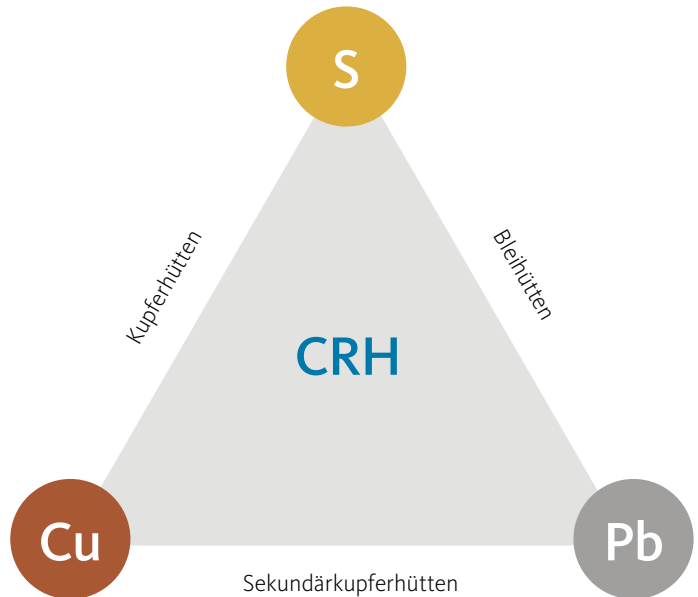 S
Kupferhütten
Bleihütten
CRH
Cu
Pb
Sekundärkupferhütten